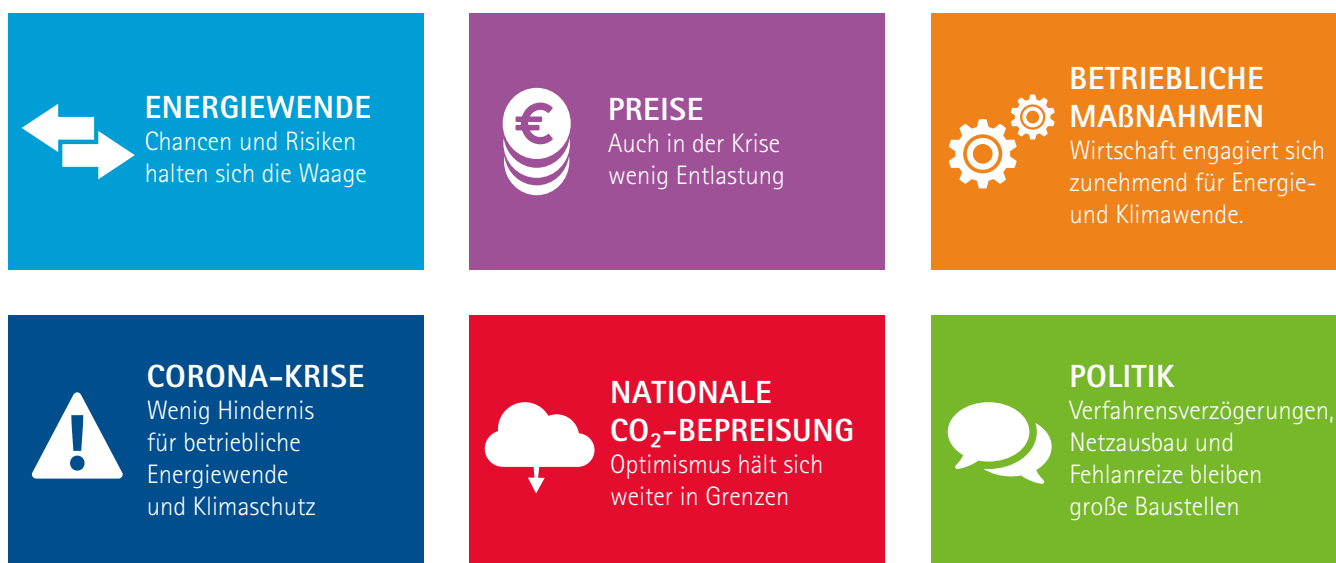 ENERGIEWENDE
Chancen und Risiken
halten sich die Waage
€
PREISE
Auch in der Krise
wenig Entlastung
BETRIEBLICHE
MAßNAHMEN
Wirtschaft engagiert sich
zunehmend für Energie-
und Klimawende.
!
CORONA-KRISE
Wenig Hindernis
für betriebliche
Energiewende
und Klimaschutz
NATIONALE
CO₂-BEPREISUNG
Optimismus hält sich
weiter in Grenzen
POLITIK
Verfahrensverzögerungen,
Netzausbau und
Fehlanreize bleiben
große Baustellen